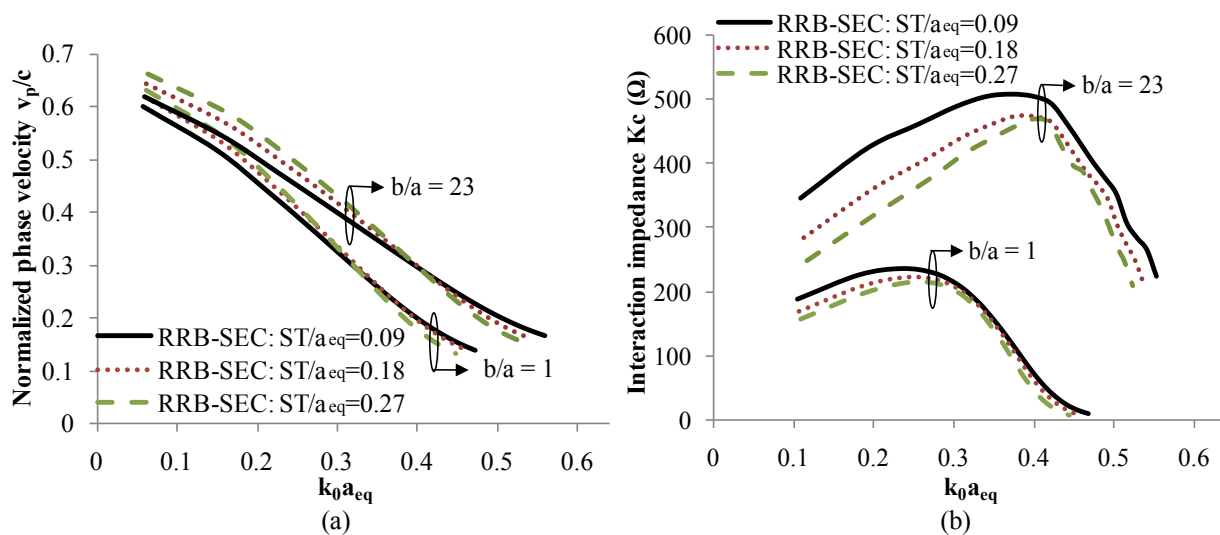 Normalized phase velocity vp/c
0.7
0.6
0.5
0.4
0.3
0.2
0.1
0
b/a = 23
RRB-SEC: ST/aeq=0.09
RRB-SEC: ST/aeq=0.18
RRB-SEC: ST/aeq=0.27
b/a = 1
0 0.1 0.2 0.3 0.4 0.5 0.6
k0aeq
(a)
RRB-SEC: ST/aeq=0.09
RRB-SEC: ST/aeq=0.18
RRB-SEC: ST/aeq=0.27
Interaction impedance Kc (Ω)
600
500
400
300
200
100
0
b/a = 23
b/a = 1
0 0.1 0.2 0.3 0.4 0.5 0.6
k0aeq
(b)